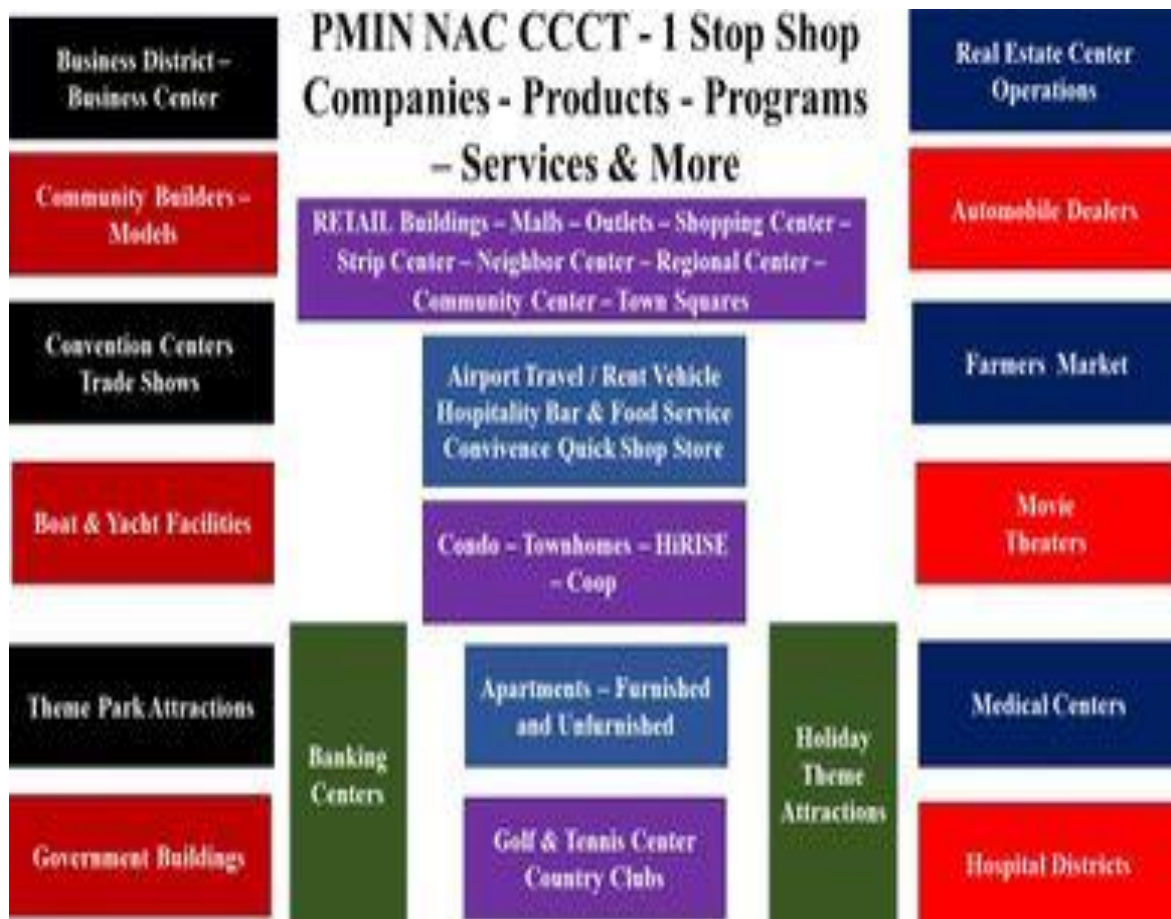 PMIN NAC CCCT - 1 Stop Shop
Companies - Products - Programs
– Services & More
Business District –
Business Center
Community Builders –
Models
Convention Centers
Trade Shows
Boat & Yacht Facilities
Theme Park Attractions
Government Buildings
RETAIL Buildings – Malls – Outlets – Shopping Center –
Strip Center – Neighbor Center – Regional Center –
Community Center – Town Squares
Airport Travel / Rent Vehicle
Hospitality Bar & Food Service
Convivence Quick Shop Store
Condo – Townhomes – HiRISE
– Coop
Banking
Centers
Apartments – Furnished
and Unfurnished
Golf & Tennis Center
Country Clubs
Holiday
Theme
Attractions
Real Estate Center
Operations
Automobile Dealers
Farmers Market
Movie
Theaters
Medical Centers
Hospital Districts